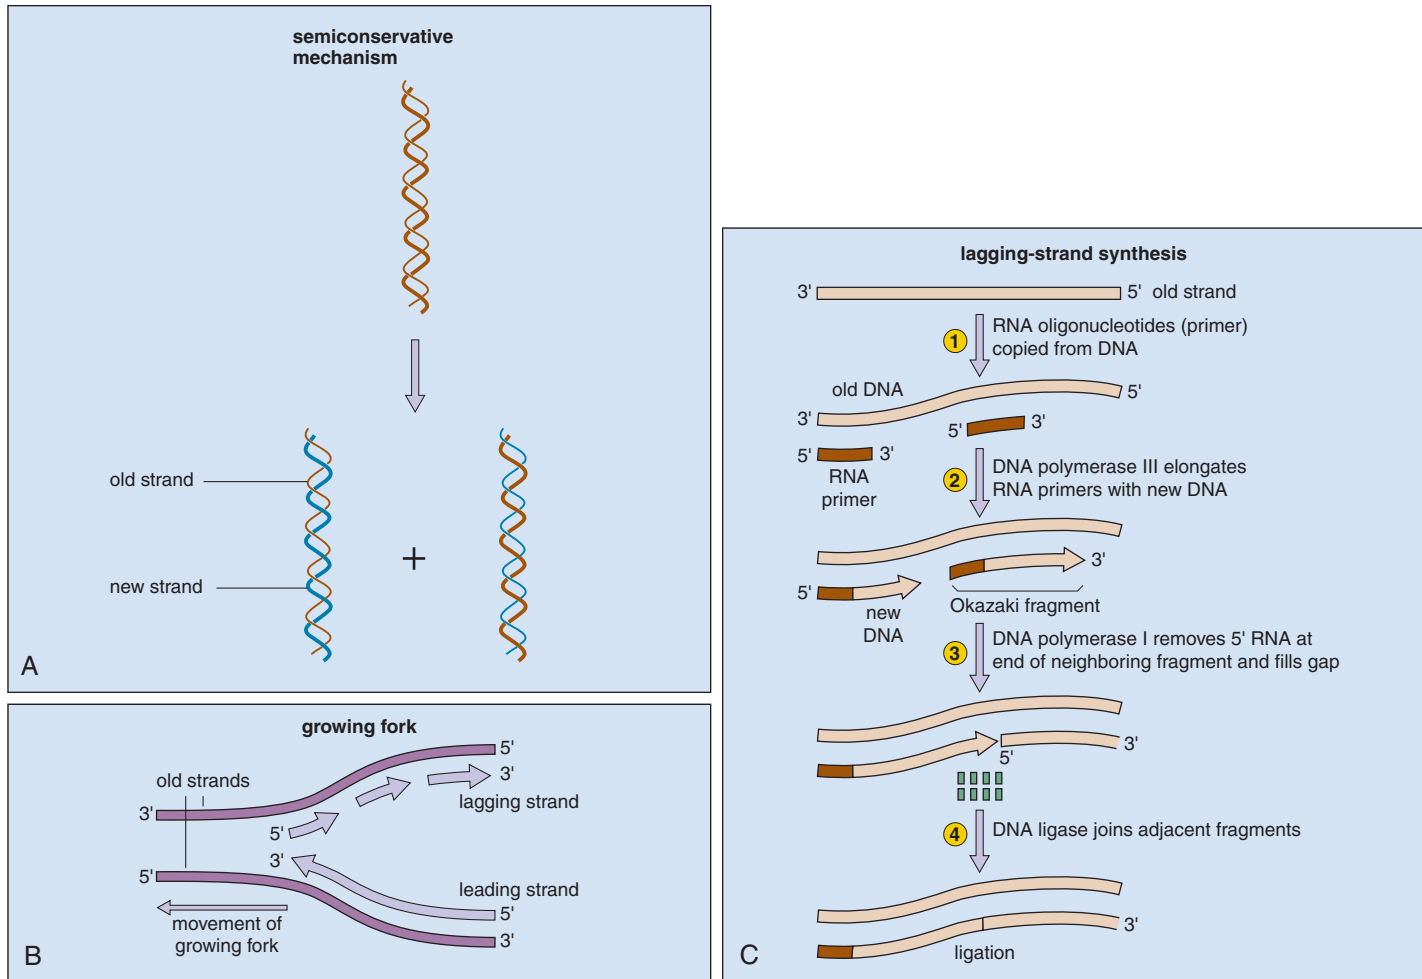 semiconservative
mechanism
old strand
new strand
+
A
growing fork
5'
3'
old strands
lagging strand
3'
5'
3'
5'
leading strand
5'
movement of
growing fork
3'
B
lagging-strand synthesis
3'
5' old strand
1
RNA oligonucleotides (primer)
copied from DNA
old DNA
5'
3'
5'
3'
5'
3'
RNA
primer
2
DNA polymerase III elongates
RNA primers with new DNA
3'
5'
new
DNA
Okazaki fragment
3
DNA polymerase I removes 5' RNA at
end of neighboring fragment and fills gap
3'
5'
4
DNA ligase joins adjacent fragments
3'
ligation
C